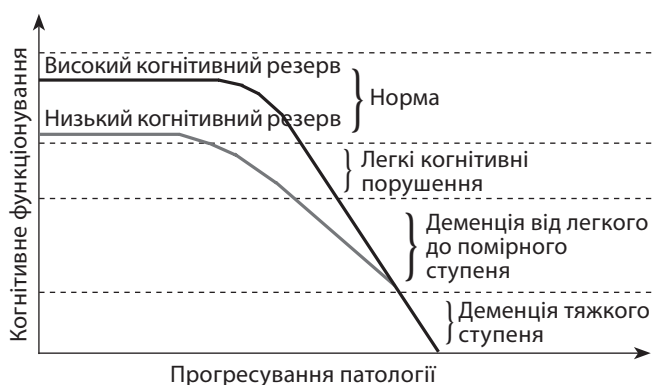 Когнітивне функціонування
Високий когнітивний резерв
Норма
Низький когнітивний резерв
Легкі когнітивні
порушення
Деменція від легкого
до помірного
ступеня
Деменція тяжкого
ступеня
Прогресування патології